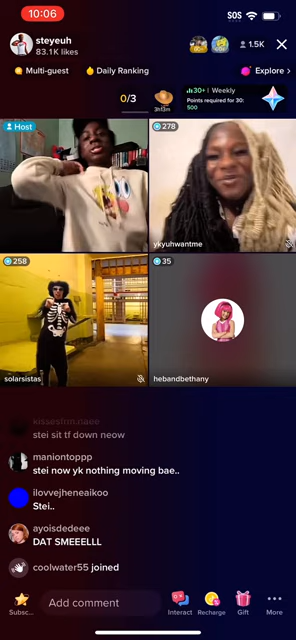 10:06
SOS
steyeuh
83.1K likes
1.5K
Multi-guest
Daily Ranking
Explore >
0/3
3h13m
30+ | Weekly
Points required for 30:
500
Host
278
ykyuhwantme
258
solarsistas
35
hebandbethany
stei sit tf down neow
maniontoppp
stei now yk nothing moving bae..
ilovvejheneaikoo
Stei..
ayoisdedeee
DAT SMEEELLL
coolwater55 joined
Subsc...
Add comment
Interact
Recharge
Gift
More